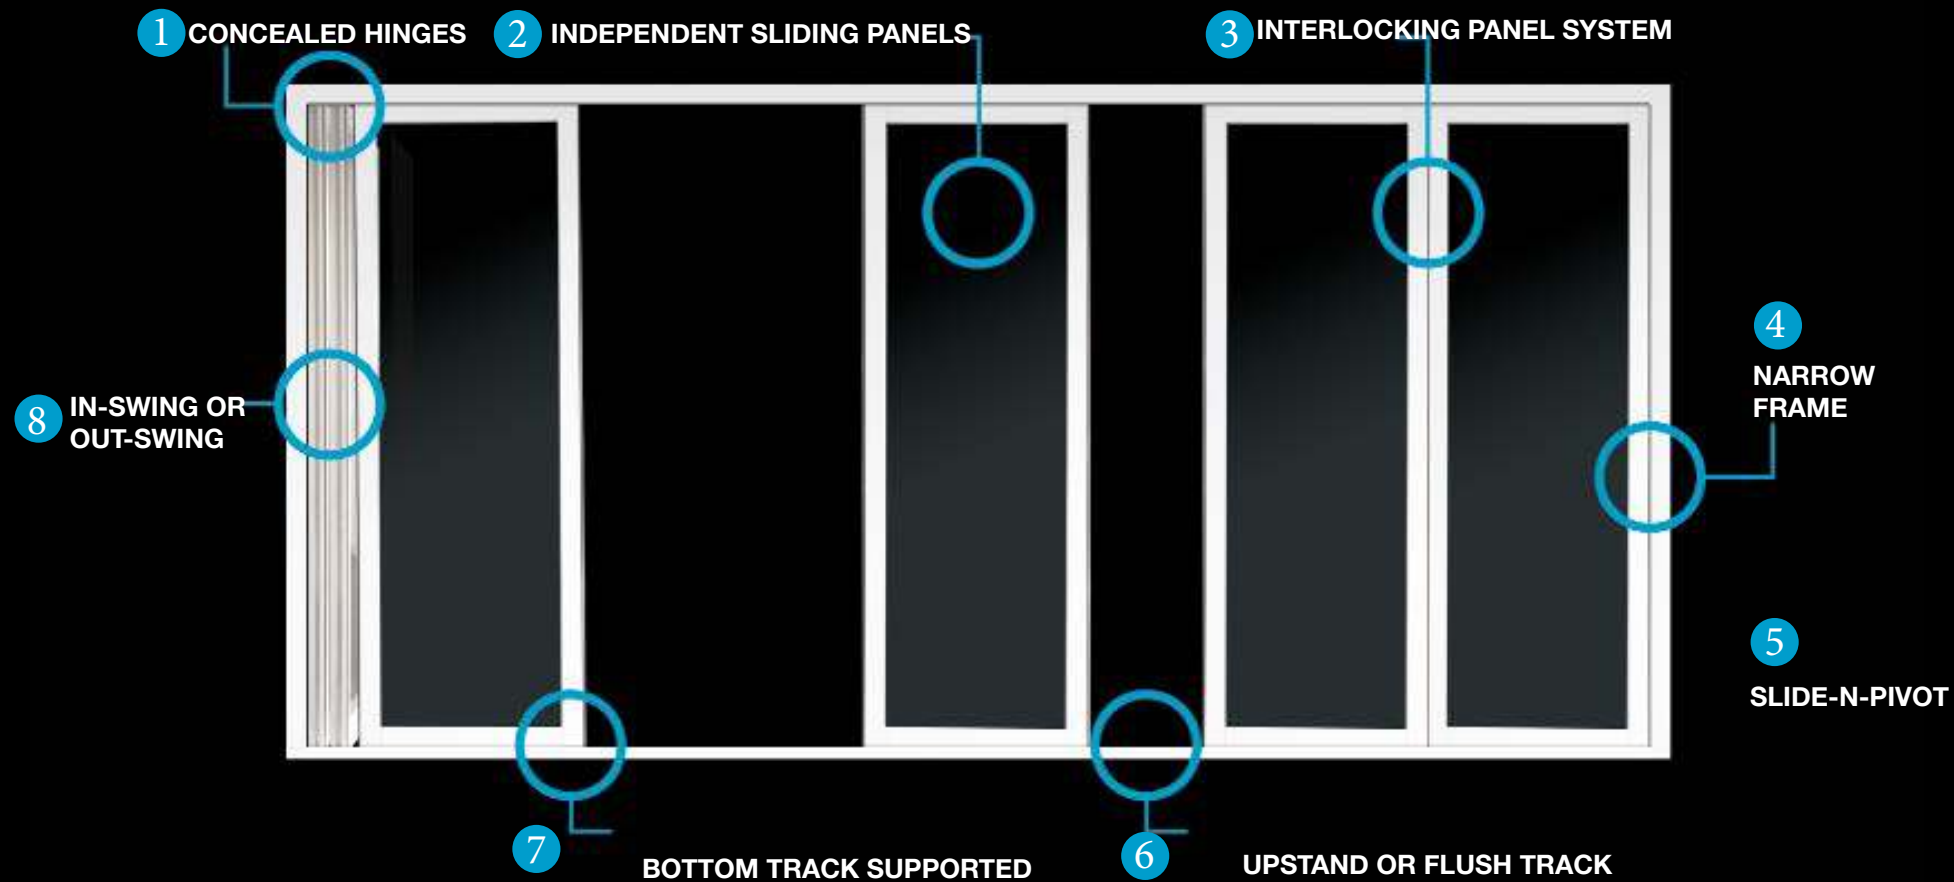 1 CONCEALED HINGES
2 INDEPENDENT SLIDING PANELS
3 INTERLOCKING PANEL SYSTEM
4
NARROW
FRAME
5
SLIDE-N-PIVOT
6 UPSTAND OR FLUSH TRACK
7 BOTTOM TRACK SUPPORTED
8 IN-SWING OR
OUT-SWING